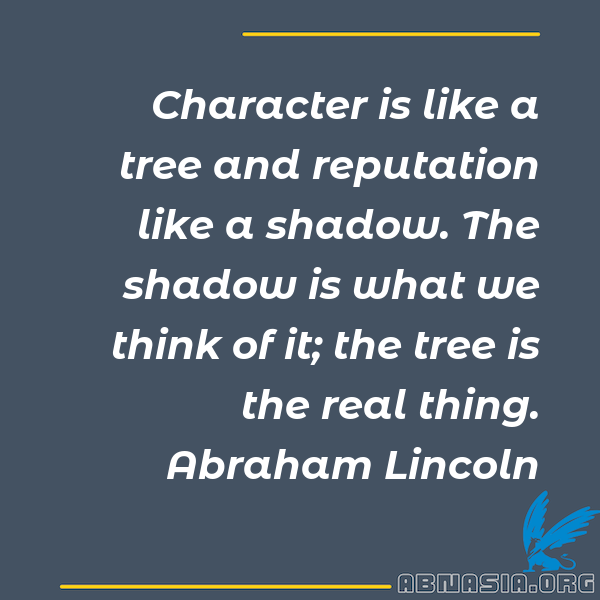 Character is like a
tree and reputation
like a shadow. The
shadow is what we
think of it; the tree is
the real thing.
Abraham Lincoln
ABNASIA.ORG